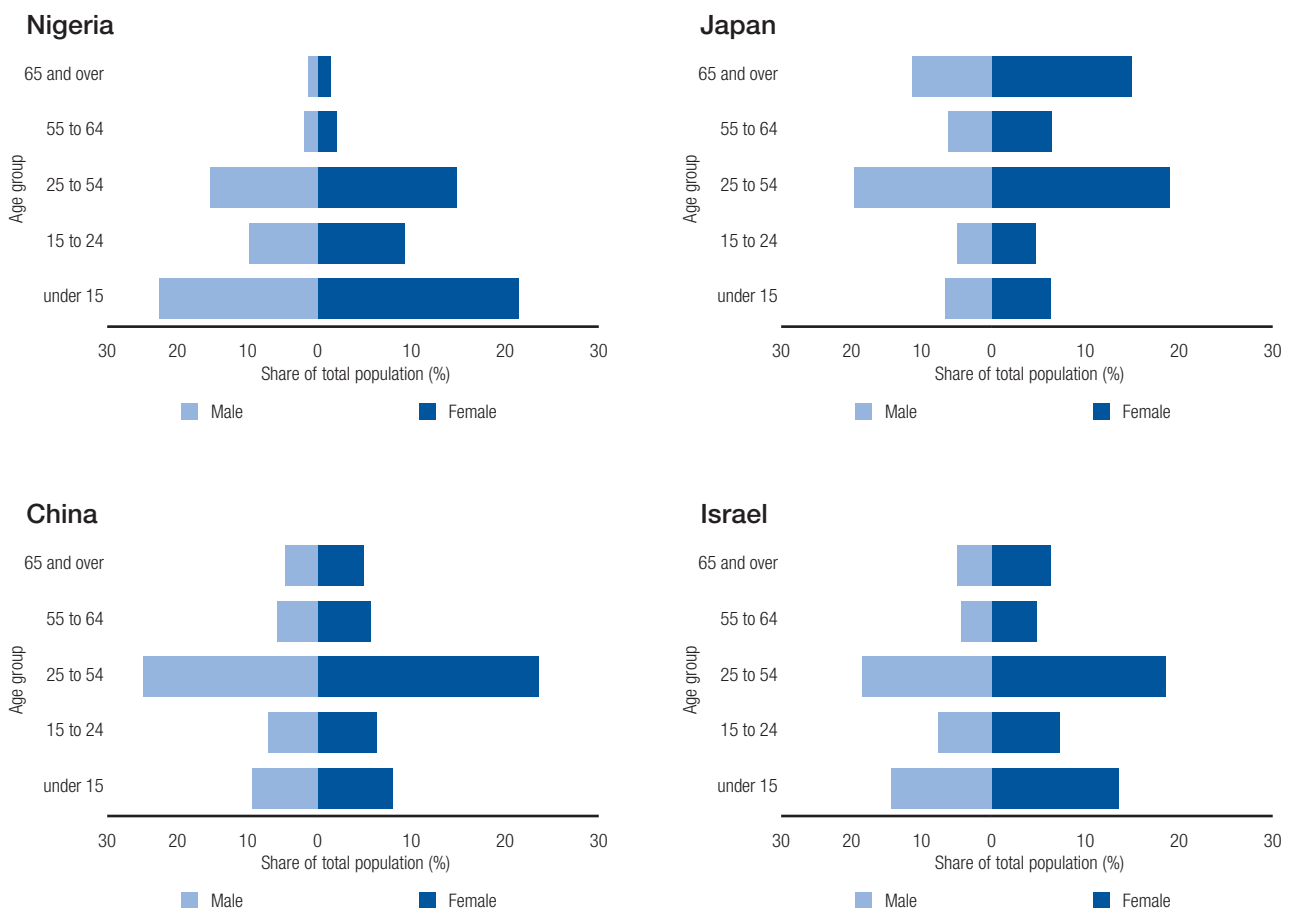 Nigeria
Age group
65 and over
55 to 64
25 to 54
15 to 24
under 15
30 20 10 0 10 20 30
Share of total population (%)
Male Female
Japan
Age group
65 and over
55 to 64
25 to 54
15 to 24
under 15
30 20 10 0 10 20 30
Share of total population (%)
Male Female
China
Age group
65 and over
55 to 64
25 to 54
15 to 24
under 15
30 20 10 0 10 20 30
Share of total population (%)
Male Female
Israel
Age group
65 and over
55 to 64
25 to 54
15 to 24
under 15
30 20 10 0 10 20 30
Share of total population (%)
Male Female